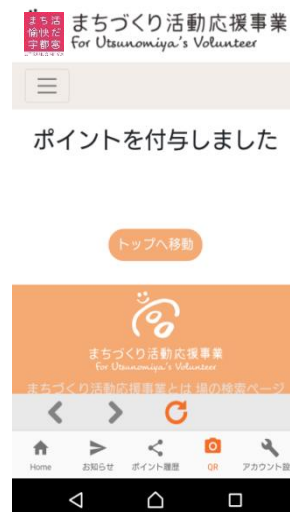 まち活
愉快だ
宇都宮
まちづくり活動応援事業
for Utsunomiya's Volunteer
ポイントを付与しました
トップへ移動
まちづくり活動応援事業
for Utsunomiya's Volunteer
まちづくり活動応援事業とは 場の検索ページ
Home
お知らせ
ポイント履歴
QR
アカウント設